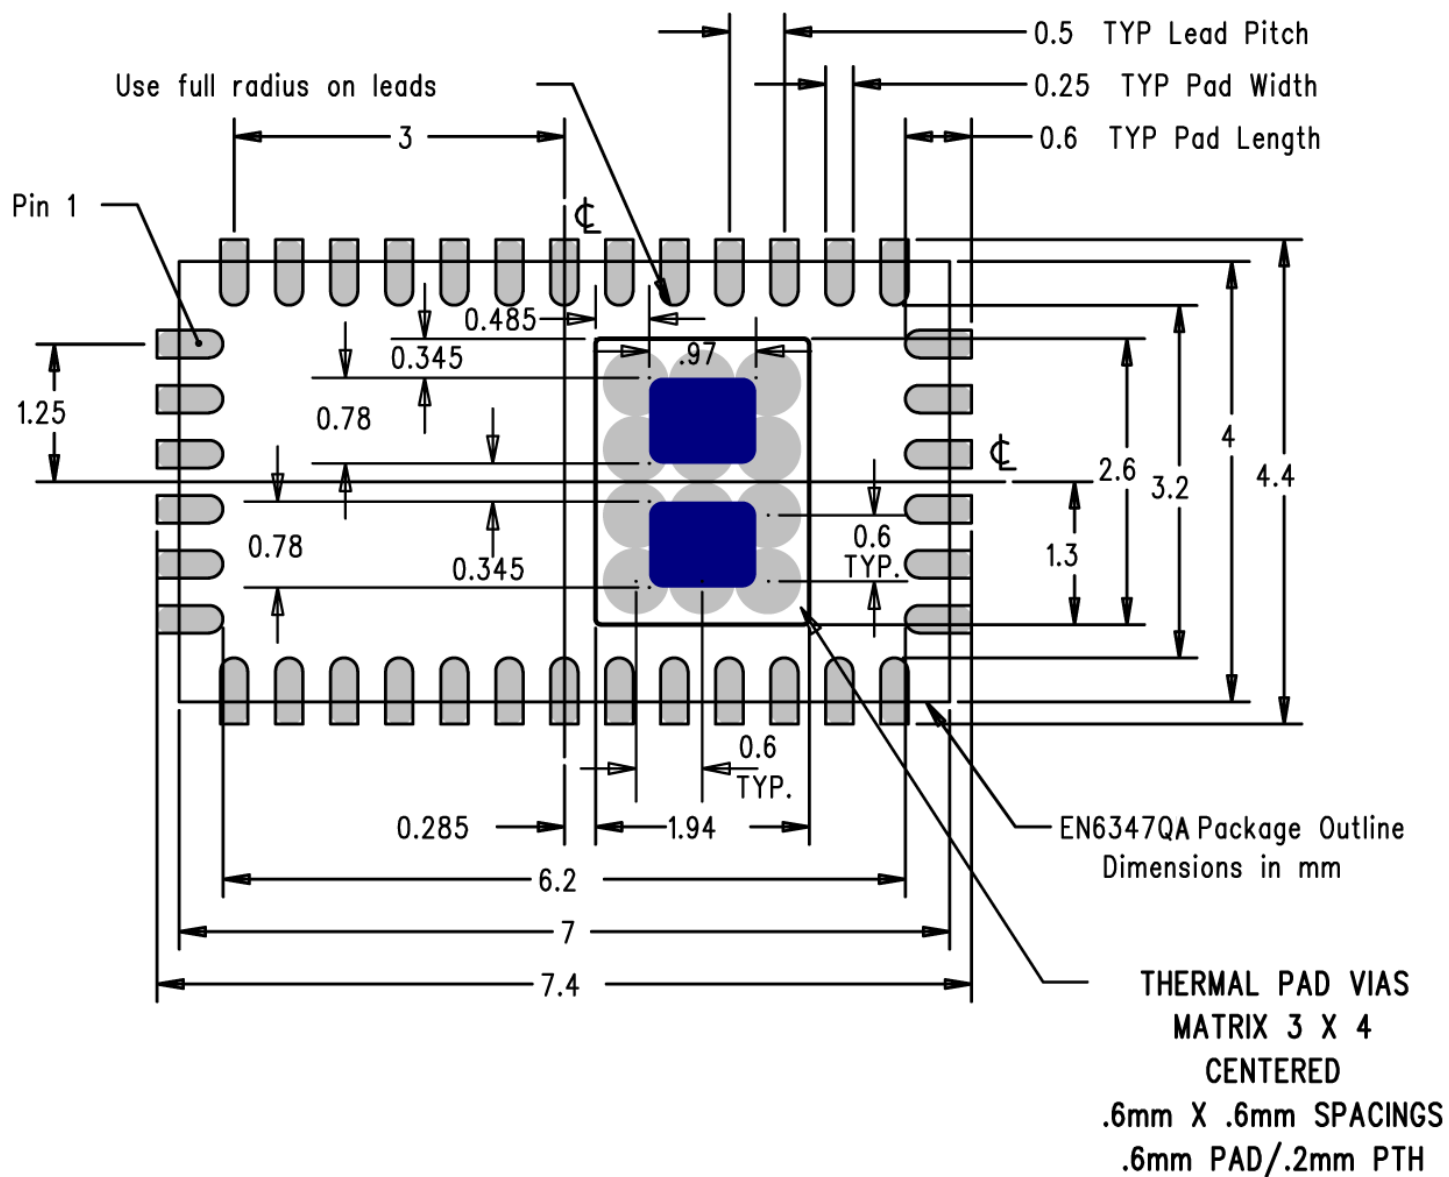 0.5 TYP Lead Pitch
Use full radius on leads
0.25 TYP Pad Width
3
0.6 TYP Pad Length
Pin 1
℄
0.485
0.345
.97
1.25
0.78
4
℄
2.6
3.2
4.4
0.78
0.345
0.6
TYP.
1.3
0.6
TYP.
0.285
1.94
EN6347QA Package Outline
Dimensions in mm
6.2
7
7.4
THERMAL PAD VIAS
MATRIX 3 X 4
CENTERED
.6mm X .6mm SPACINGS
.6mm PAD/.2mm PTH